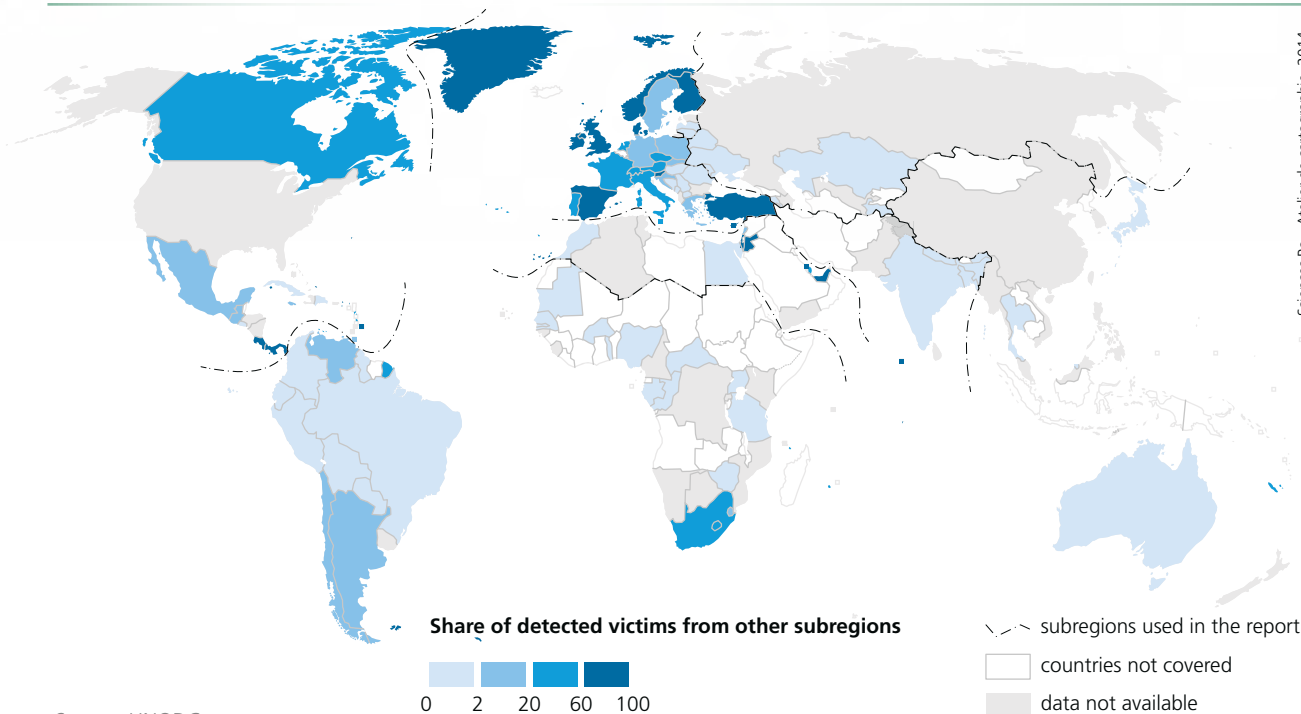 Share of detected victims from other subregions
0 2 20 60 100
subregions used in the report
countries not covered
data not available